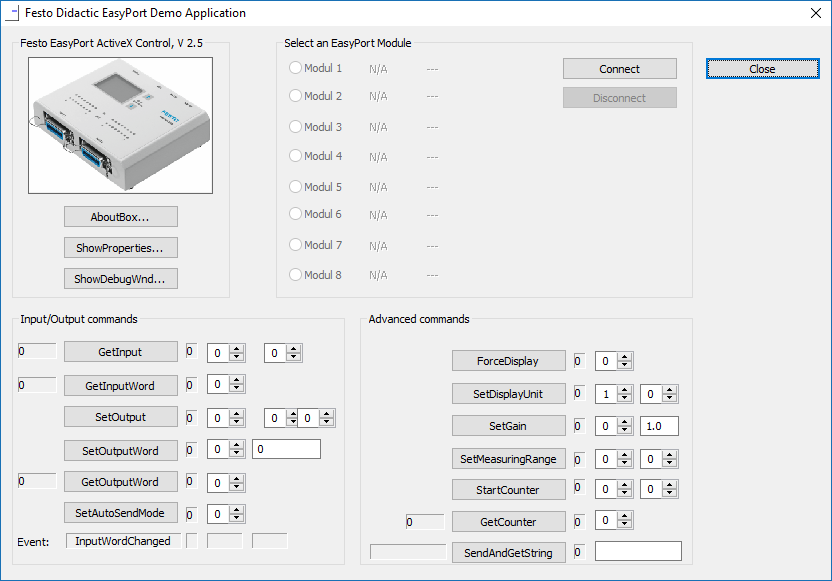 Festo Didactic EasyPort Demo Application
Festo EasyPort ActiveX Control, V 2.5
FESTO
AboutBox...
ShowProperties...
ShowDebugWnd...
Select an EasyPort Module
Modul 1 N/A ---
Modul 2 N/A ---
Modul 3 N/A ---
Modul 4 N/A ---
Modul 5 N/A ---
Modul 6 N/A ---
Modul 7 N/A ---
Modul 8 N/A ---
Connect
Disconnect
Close
Input/Output commands
0 GetInput 0 0 0
0 GetInputWord 0 0
SetOutput 0 0 0 0
SetOutputWord 0 0 0
0 GetOutputWord 0 0
SetAutoSendMode 0 0
Event: InputWordChanged
Advanced commands
ForceDisplay 0 0
SetDisplayUnit 0 1 0
SetGain 0 0 1.0
SetMeasuringRange 0 0 0
StartCounter 0 0 0
0 GetCounter 0 0
SendAndGetString 0